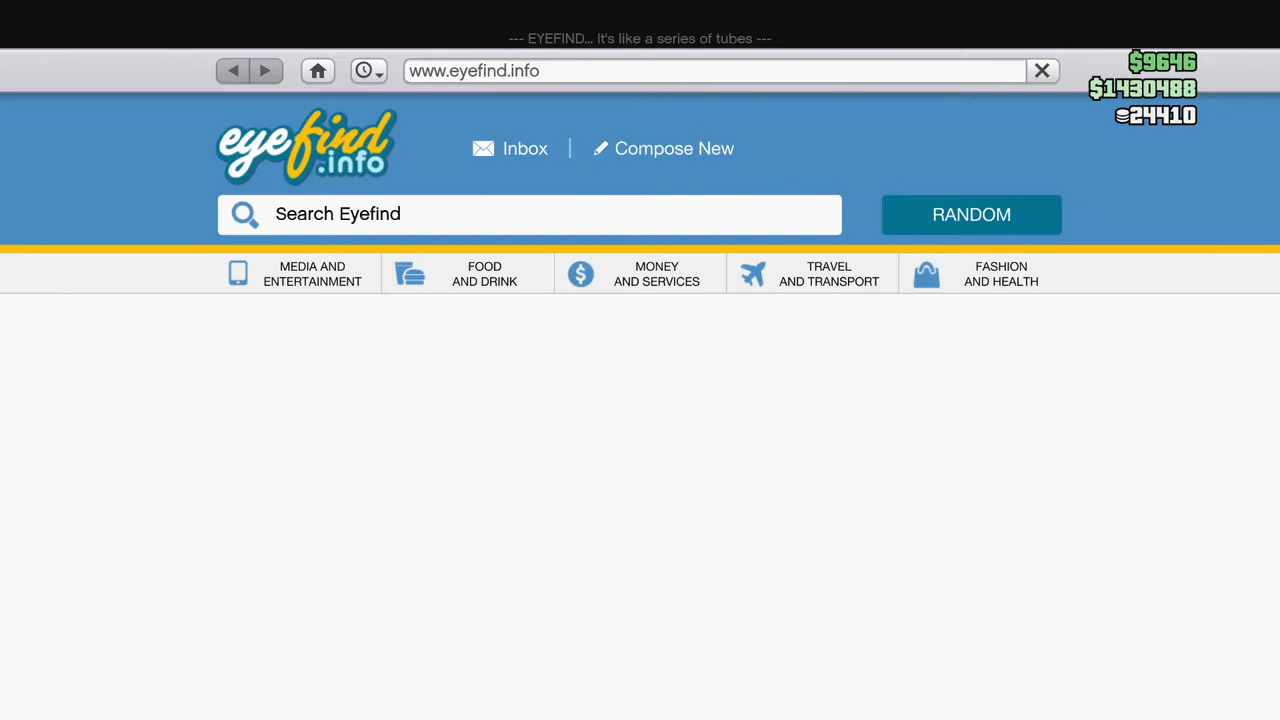 --- EYEFIND... It's like a series of tubes ---
www.eyefind.info
$9646
$1430488
24410
eyefind
.info
Inbox
Compose New
Search Eyefind
RANDOM
MEDIA AND
ENTERTAINMENT
FOOD
AND DRINK
MONEY
AND SERVICES
TRAVEL
AND TRANSPORT
FASHION
AND HEALTH